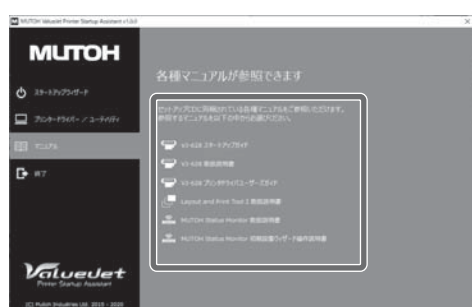 MUTOH ValueJet Printer Startup Assistant v1.0.0
MUTOH
スタートアップウィザード
プリンタードライバー / ユーティリティ
マニュアル
終了
ValueJet
Printer Startup Assistant
(C) Mutoh Industries Ltd. 2015 - 2020
各種マニュアルが参照できます
セットアップCDに同梱されている各種マニュアルをご参照いただけます。
参照するマニュアルを以下の中からお選びください。
VJ-628 スタートアップガイド
VJ-628 取扱説明書
VJ-628 プリンタドライバユーザーズガイド
Layout and Print Tool 2 取扱説明書
MUTOH Status Monitor 取扱説明書
MUTOH Status Monitor 初期設置ウィザード操作説明書